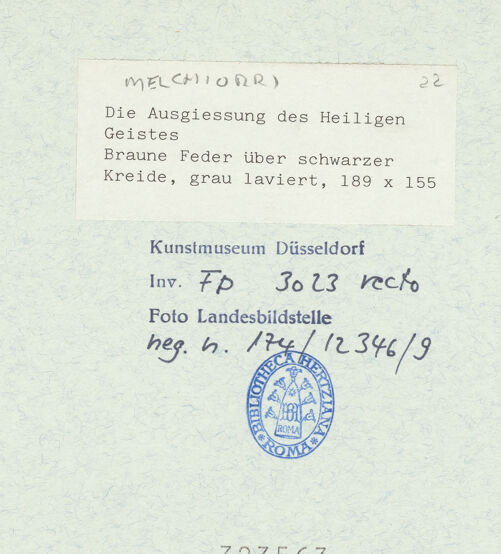 MELCHIORRI 22
Die Ausgiessung des Heiligen
Geistes
Braune Feder über schwarzer
Kreide, grau laviert, 189 x 155
Kunstmuseum Düsseldorf
Inv. FP 3023 recto
Foto Landesbildstelle
neg. n. 174/12346/9
BIBLIOTHECA HERTZIANA
ROMA
* ROMA *